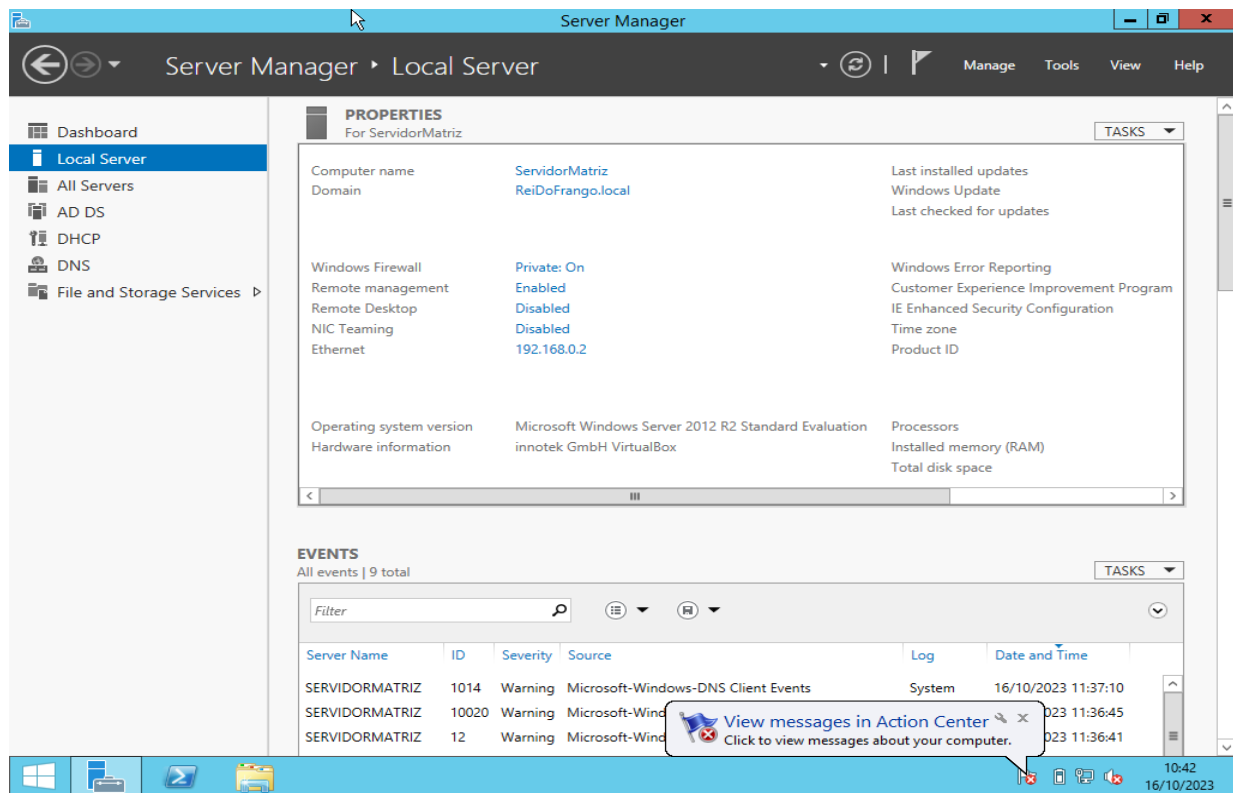 Server Manager
Server Manager ‣ Local Server
Manage Tools View Help
Dashboard
Local Server
All Servers
AD DS
DHCP
DNS
File and Storage Services
PROPERTIES
For ServidorMatriz
TASKS
Computer name ServidorMatriz Last installed updates
Domain ReiDoFrango.local Windows Update
Last checked for updates
Windows Firewall Private: On Windows Error Reporting
Remote management Enabled Customer Experience Improvement Program
Remote Desktop Disabled IE Enhanced Security Configuration
NIC Teaming Disabled Time zone
Ethernet 192.168.0.2 Product ID
Operating system version Microsoft Windows Server 2012 R2 Standard Evaluation Processors
Hardware information innotek GmbH VirtualBox Installed memory (RAM)
Total disk space
EVENTS
All events | 9 total
TASKS
Filter
Server Name ID Severity Source Log Date and Time
SERVIDORMATRIZ 1014 Warning Microsoft-Windows-DNS Client Events System 16/10/2023 11:37:10
SERVIDORMATRIZ 10020 Warning Microsoft-Wind 023 11:36:45
SERVIDORMATRIZ 12 Warning Microsoft-Wind 023 11:36:41
View messages in Action Center
Click to view messages about your computer.
10:42
16/10/2023